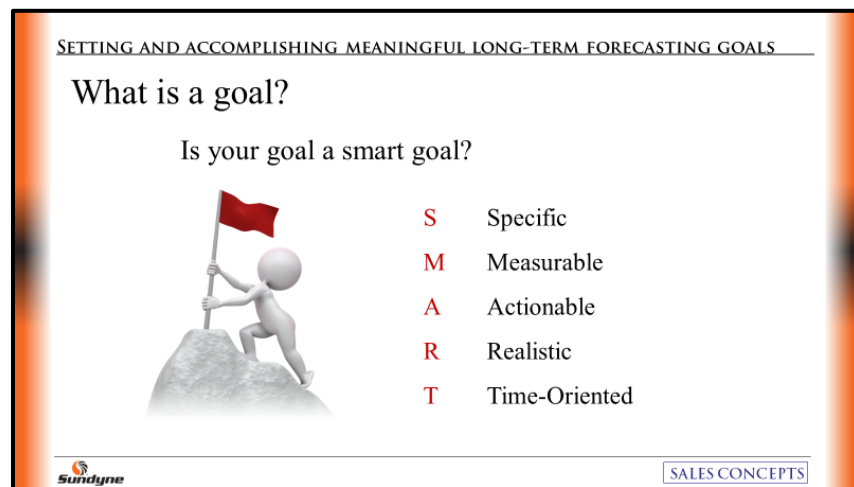 Setting and accomplishing meaningful long-term forecasting goals
What is a goal?
Is your goal a smart goal?
S Specific
M Measurable
A Actionable
R Realistic
T Time-Oriented
Sundyne
SALES CONCEPTS